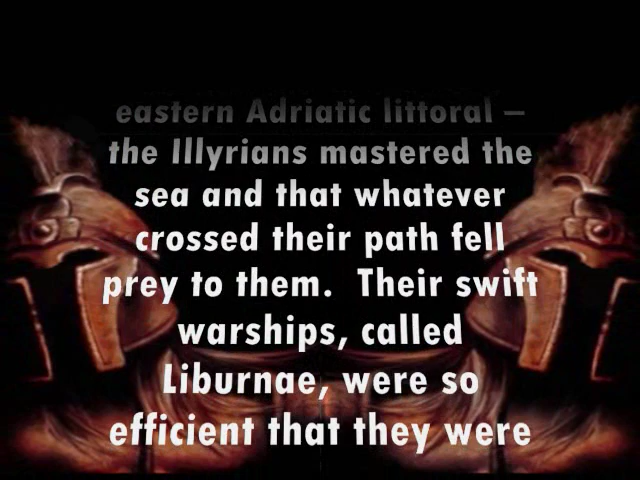 eastern Adriatic littoral –
the Illyrians mastered the
sea and that whatever
crossed their path fell
prey to them.  Their swift
warships, called
Liburnae, were so
efficient that they were